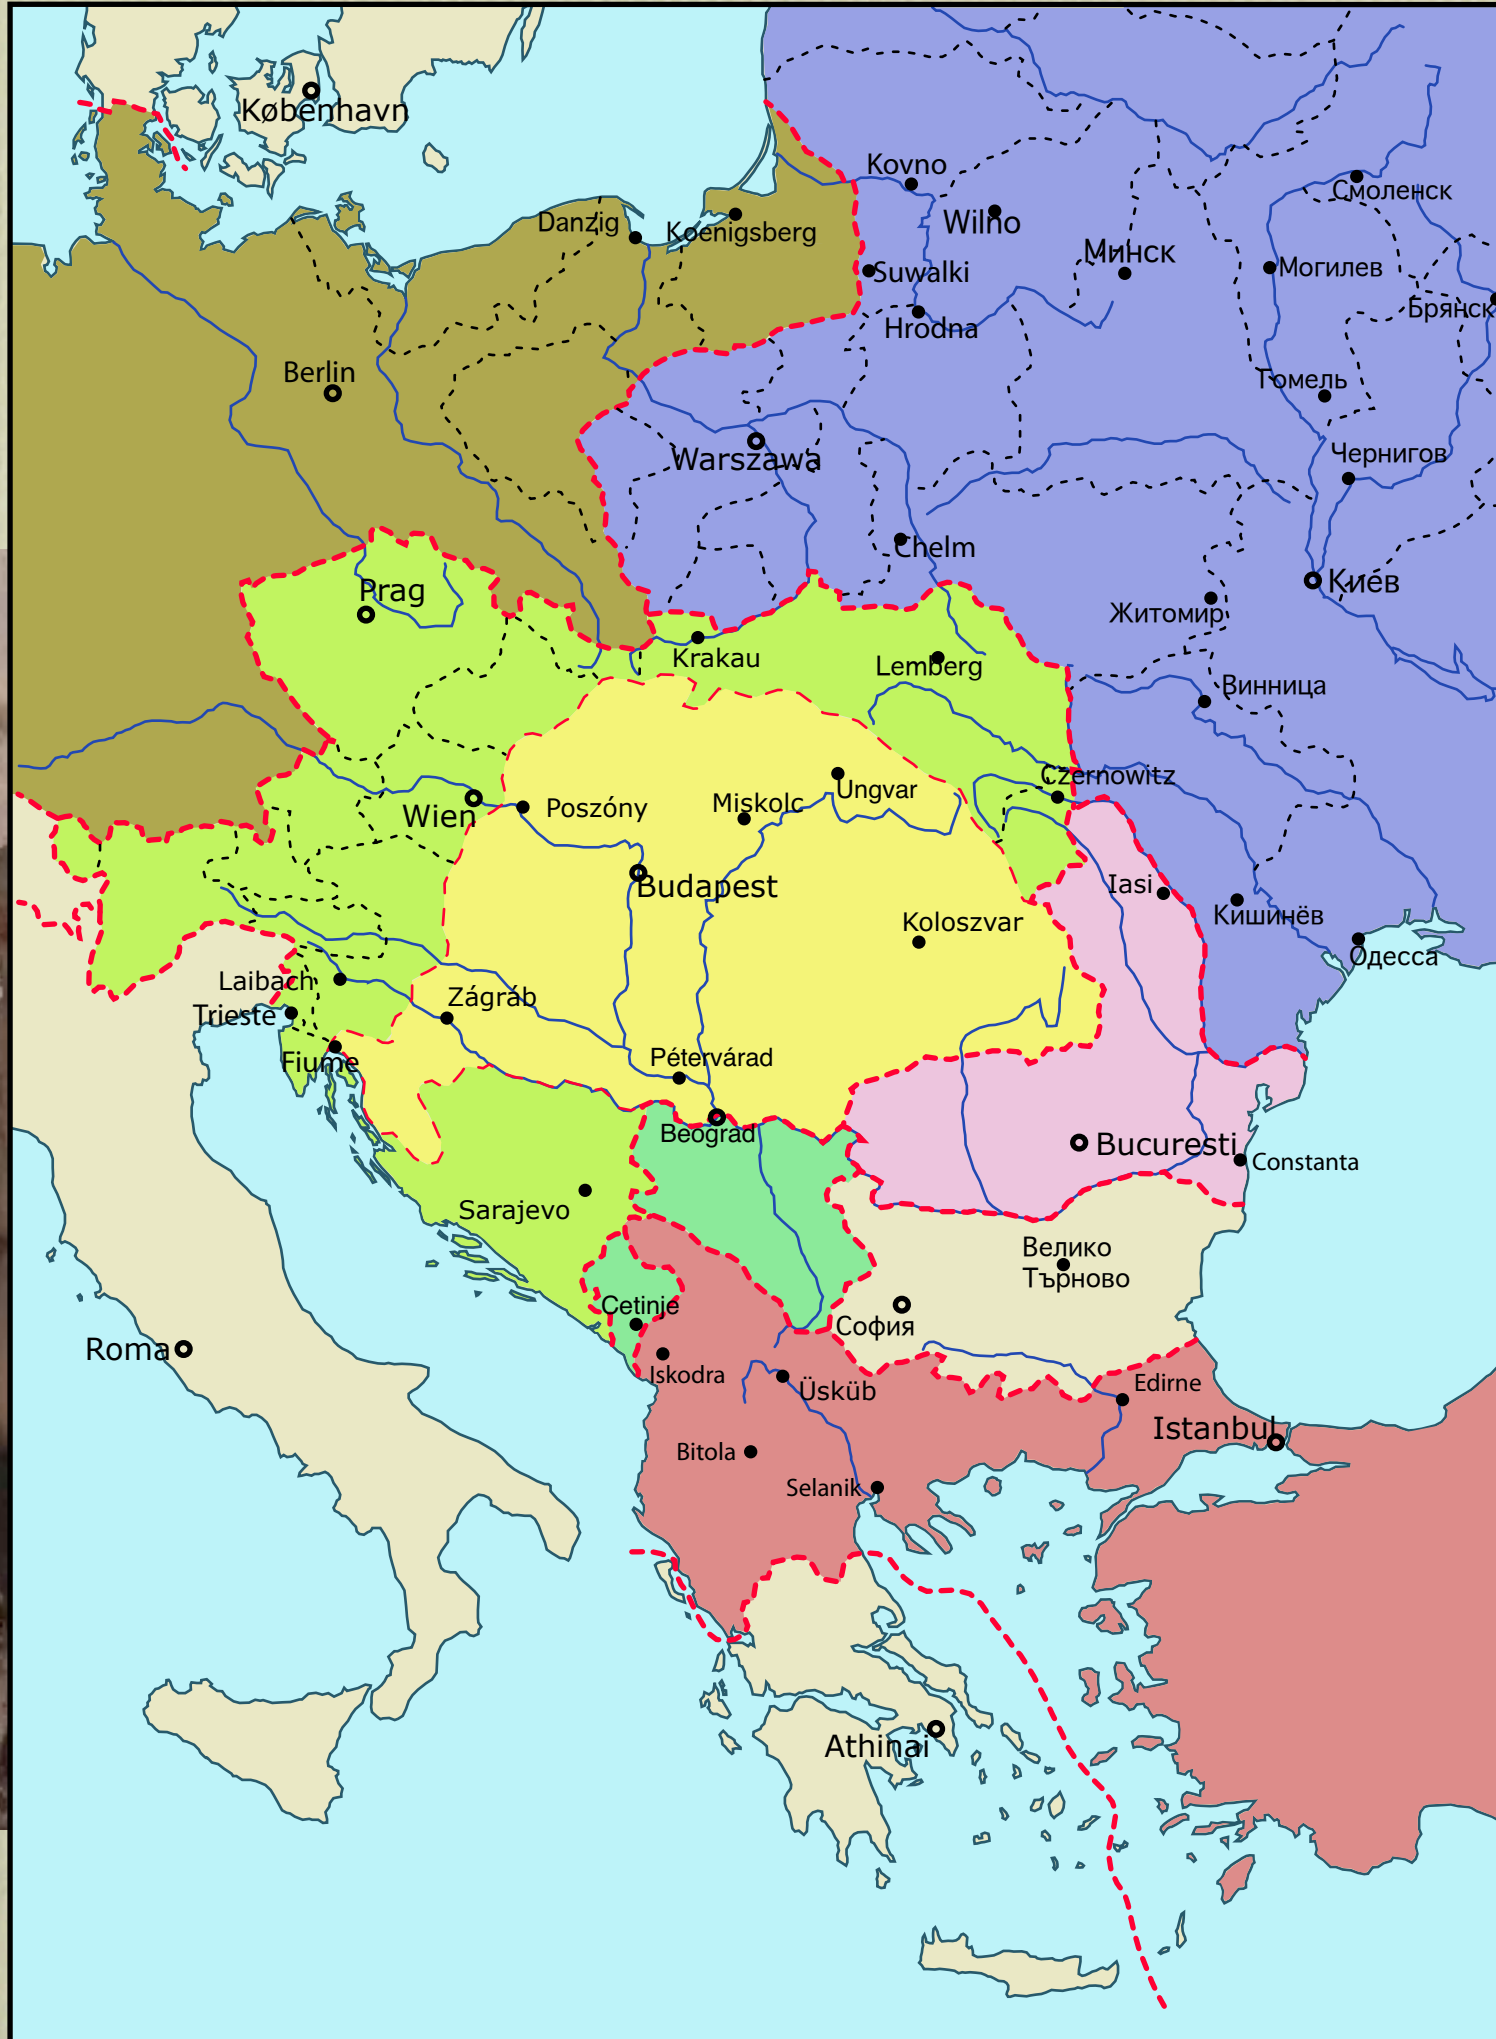 København
Kovno
Смоленск
Wilno
Danzig
Koenigsberg
Минск
Suwalki
Могилев
Брянск
Hrodna
Berlin
Гомель
Warszawa
Чернигов
Chelm
Prag
Киев
Житомир
Krakau
Lemberg
Винница
Czernowitz
Ungvar
Miskolc
Poszóny
Wien
Budapest
Iasi
Кишинёв
Koloszvar
Одесса
Laibach
Zágráb
Trieste
Fiume
Pétervárad
Beograd
Bucuresti
Constanta
Sarajevo
Велико
Търново
Cetinje
София
Roma
Iskodra
Üsküb
Edirne
Istanbul
Bitola
Selanik
Athinai